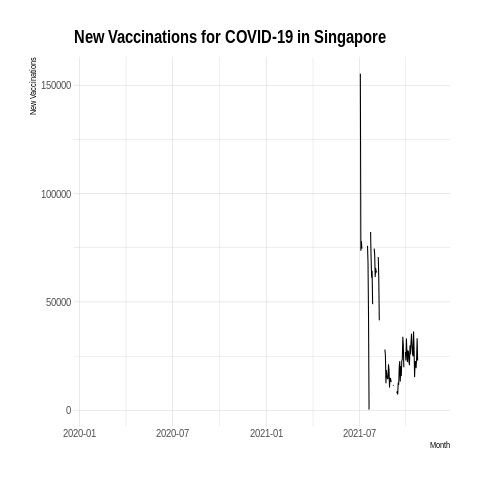 New Vaccinations for COVID-19 in Singapore
New Vaccinations
150000
100000
50000
0
2020-01 2020-07 2021-01 2021-07
Month